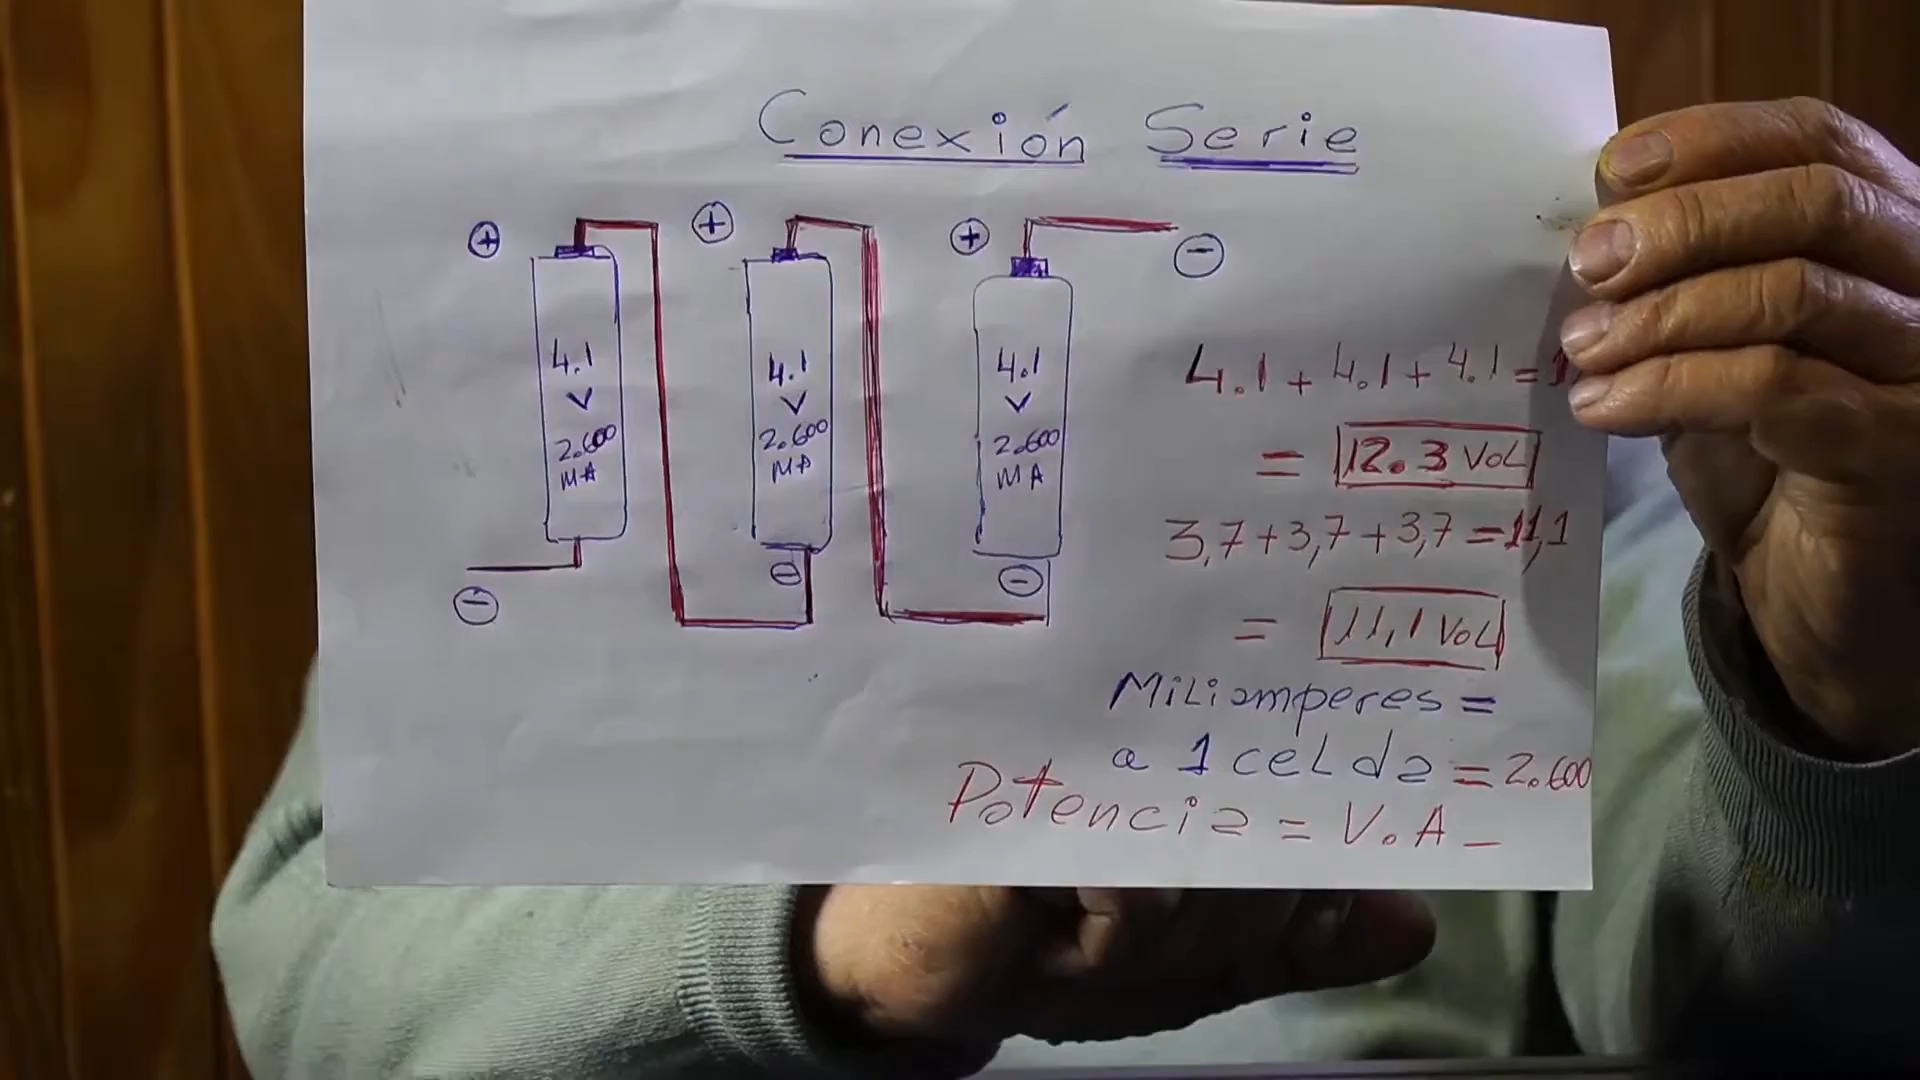 Conexión Serie
+ + + -
4.1 V 2.600 MA
4.1 V 2.600 MA
4.1 V 2.600 MA
- - -
4.1 + 4.1 + 4.1 = 1
= 12.3 VOL
3,7 + 3,7 + 3,7 = 11,1
= 11,1 VOL
Miliamperes =
a 1 celda = 2.600
Potencia = V.A -